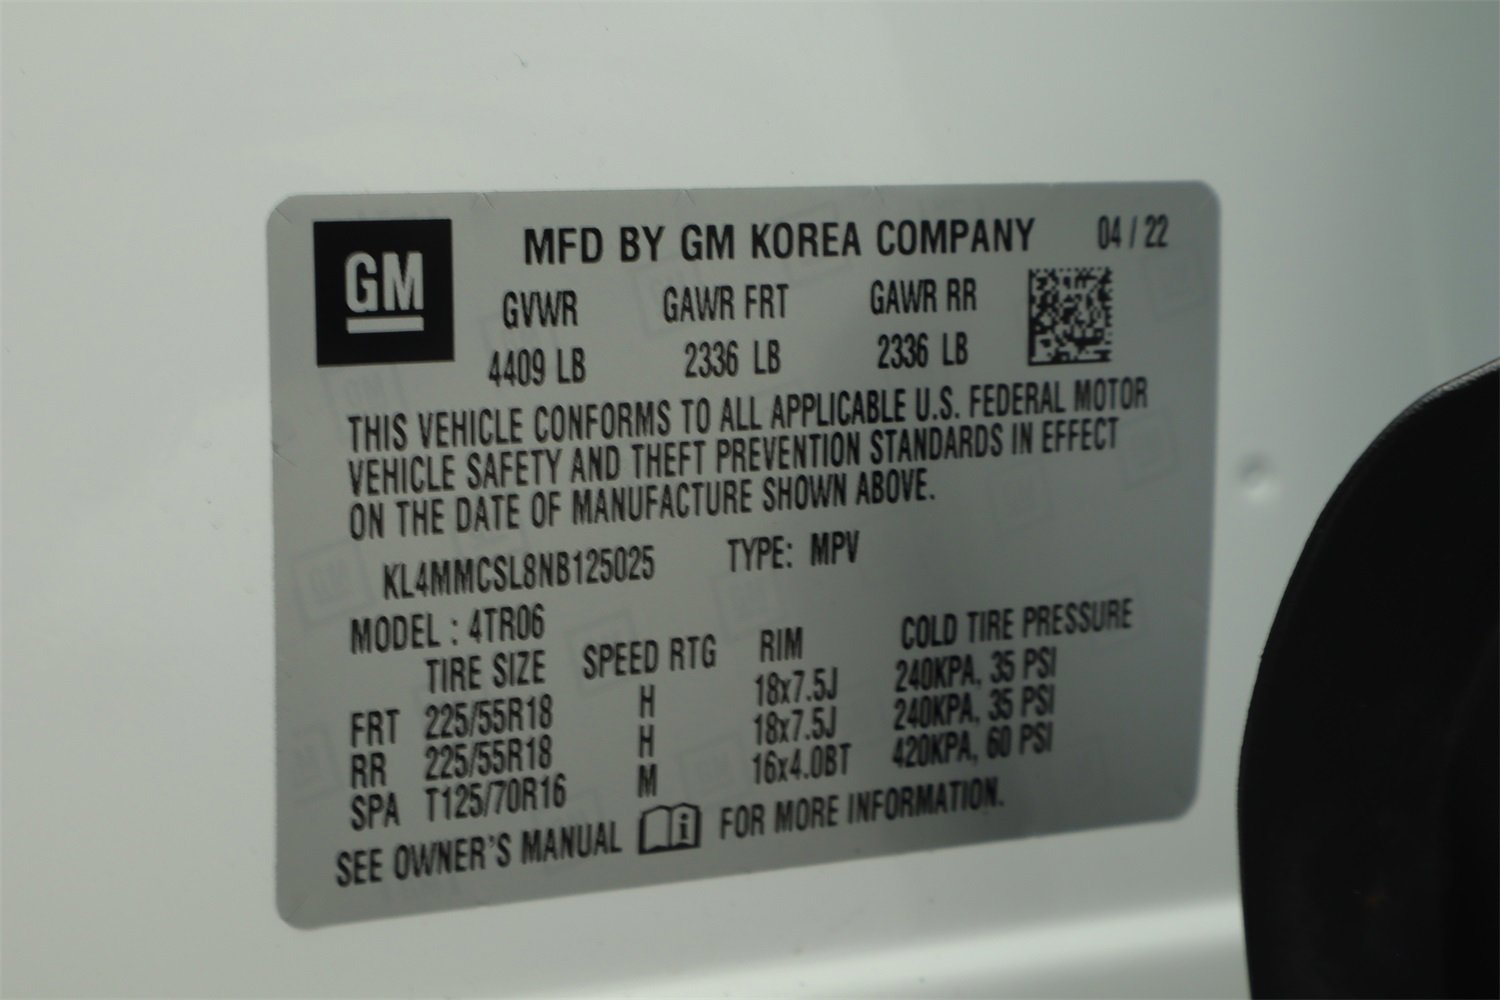 GM
MFD BY GM KOREA COMPANY 04 / 22
GVWR GAWR FRT GAWR RR
4409 LB 2336 LB 2336 LB
THIS VEHICLE CONFORMS TO ALL APPLICABLE U.S. FEDERAL MOTOR
VEHICLE SAFETY AND THEFT PREVENTION STANDARDS IN EFFECT
ON THE DATE OF MANUFACTURE SHOWN ABOVE.
KL4MMCSL8NB125025 TYPE: MPV
MODEL : 4TR06
TIRE SIZE SPEED RTG RIM COLD TIRE PRESSURE
FRT 225/55R18 H 18x7.5J 240KPA, 35 PSI
RR 225/55R18 H 18x7.5J 240KPA, 35 PSI
SPA T125/70R16 M 16x4.0BT 420KPA, 60 PSI
SEE OWNER'S MANUAL i FOR MORE INFORMATION.